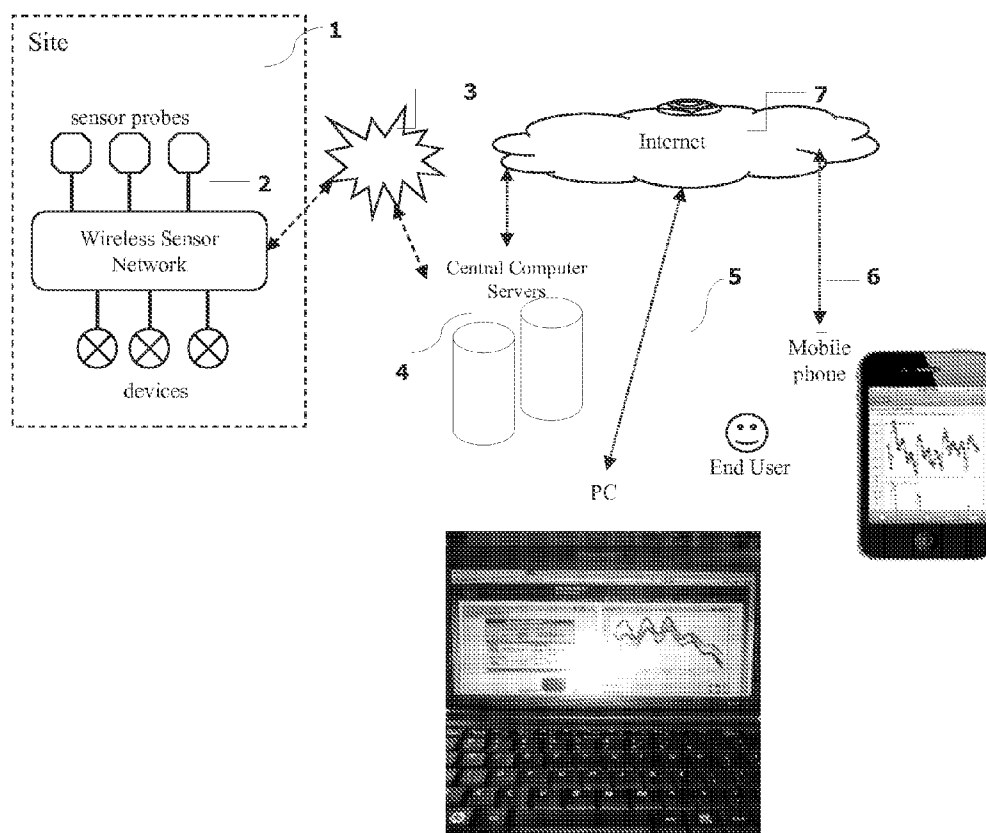 Site
1
sensor probes
2
Wireless Sensor
Network
devices
3
7
Internet
Central Computer
Servers
4
5
6
Mobile
phone
End User
PC